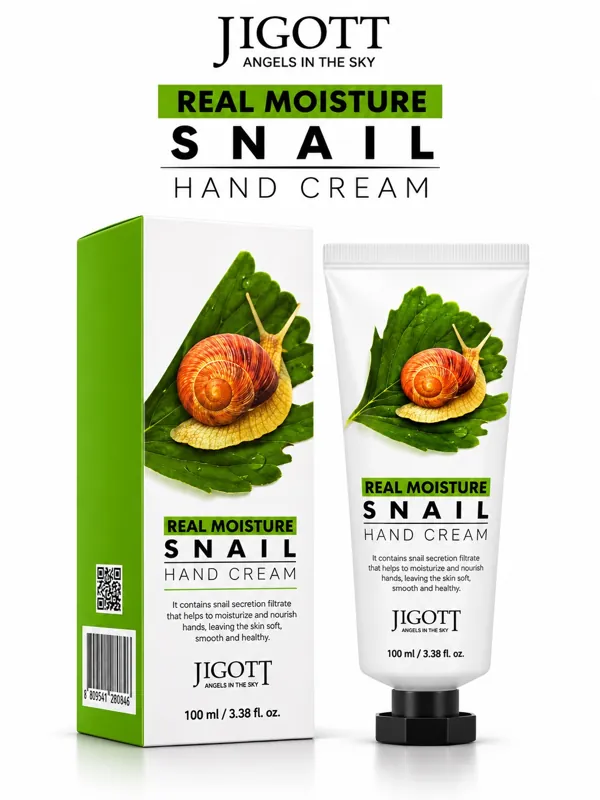 JIGOTT
ANGELS IN THE SKY
REAL MOISTURE
SNAIL
HAND CREAM
REAL MOISTURE
SNAIL
HAND CREAM
It contains snail secretion filtrate
that helps to moisturize and nourish
hands, leaving the skin soft,
smooth and healthy.
JIGOTT
ANGELS IN THE SKY
100 ml / 3.38 fl. oz.
8 809541 280846
REAL MOISTURE
SNAIL
HAND CREAM
It contains snail secretion filtrate
that helps to moisturize and nourish
hands, leaving the skin soft,
smooth and healthy.
JIGOTT
ANGELS IN THE SKY
100 ml / 3.38 fl. oz.